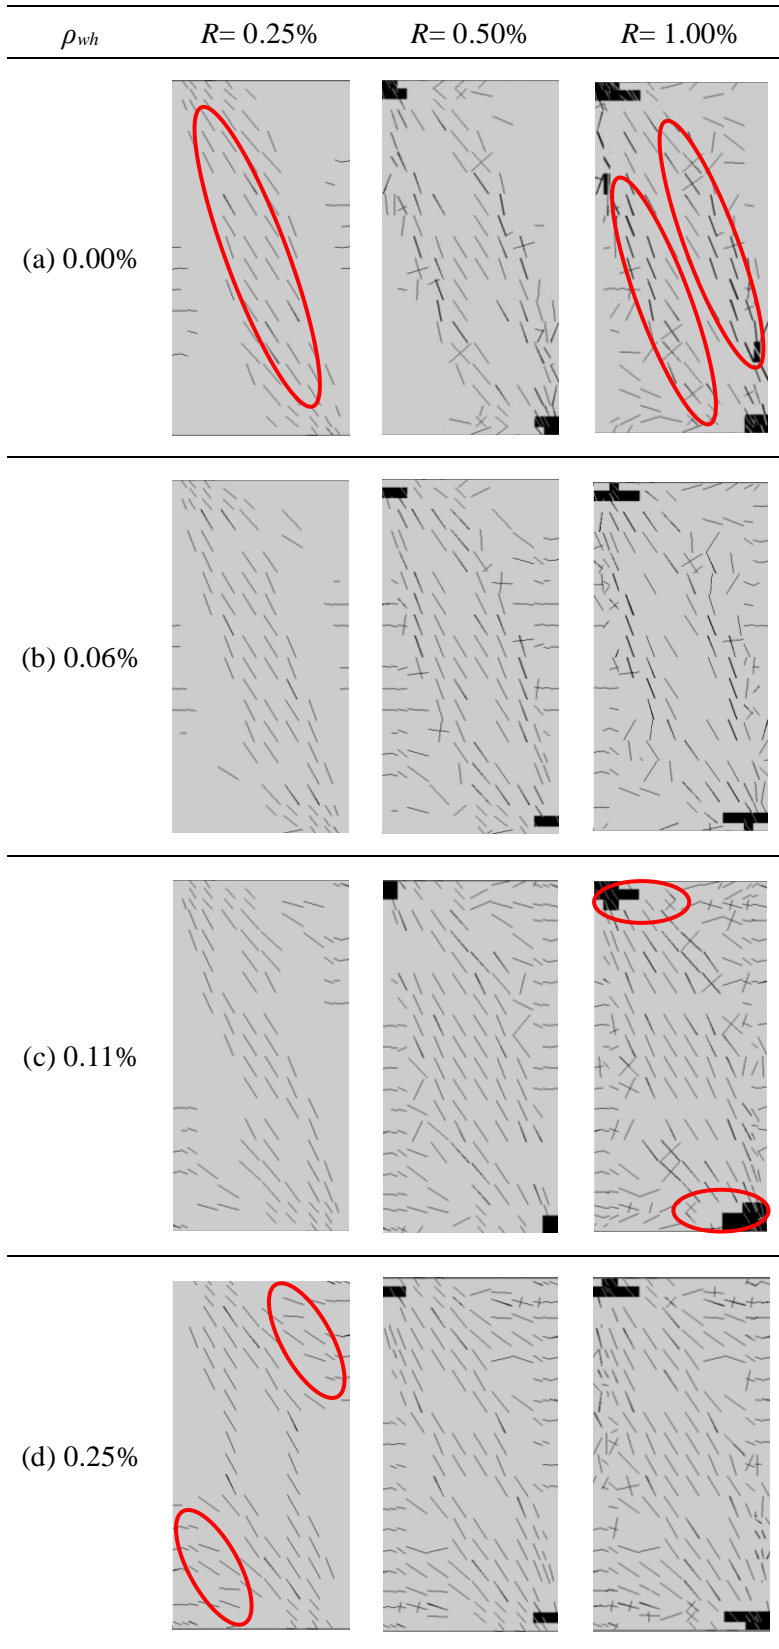 ρwh R= 0.25% R= 0.50% R= 1.00%
(a) 0.00%
(b) 0.06%
(c) 0.11%
(d) 0.25%